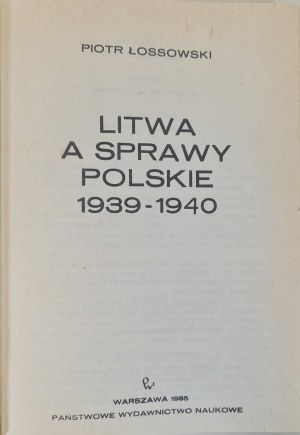 PIOTR ŁOSSOWSKI
LITWA
A SPRAWY
POLSKIE
1939-1940
WARSZAWA 1985
PAŃSTWOWE WYDAWNICTWO NAUKOWE